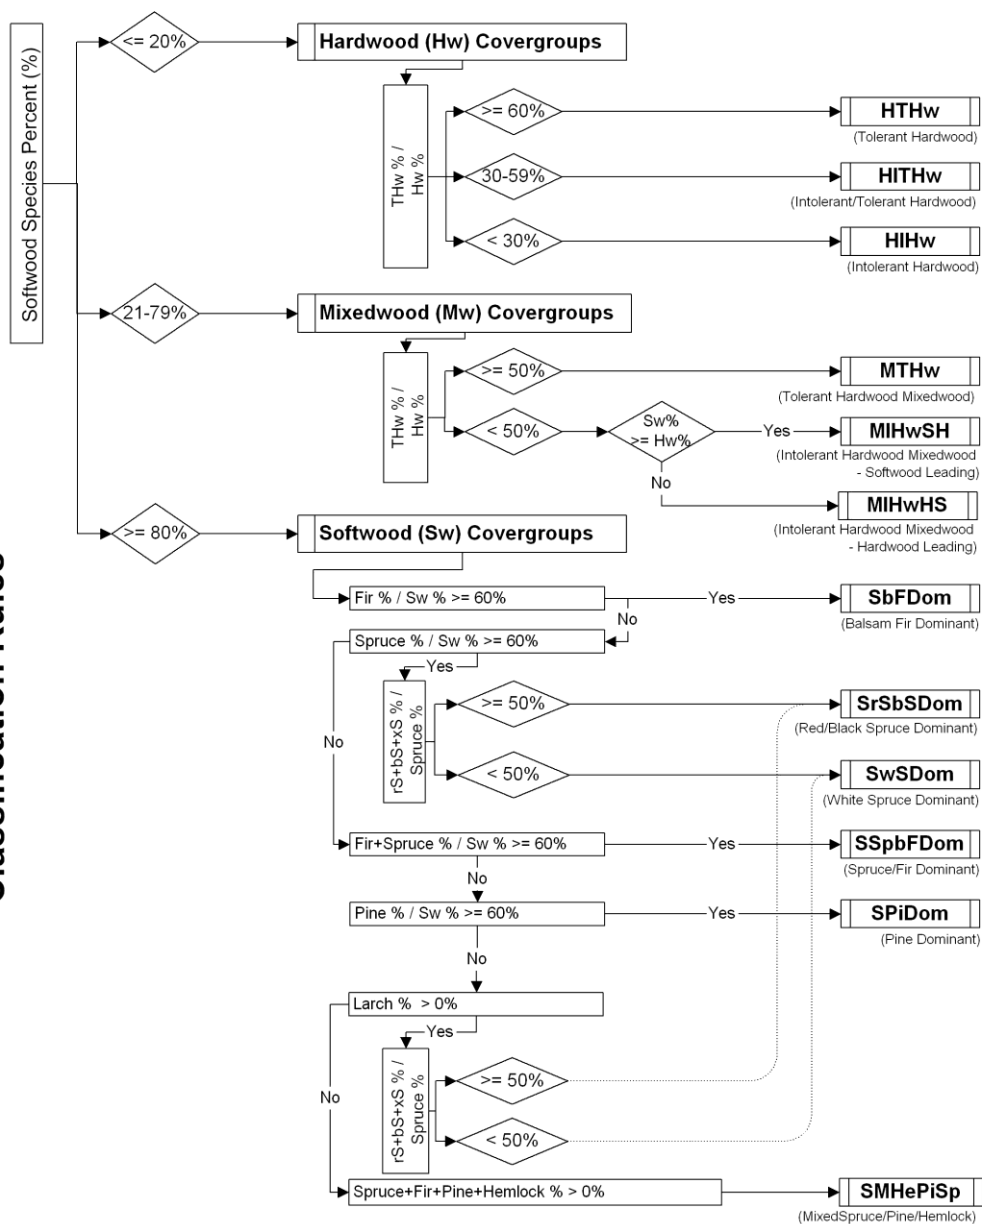 Softwood Species Percent (%)
<= 20%
Hardwood (Hw) Covergroups
THw % /
Hw %
>= 60%
HTHw
(Tolerant Hardwood)
30-59%
HITHw
(Intolerant/Tolerant Hardwood)
< 30%
HIHw
(Intolerant Hardwood)
21-79%
Mixedwood (Mw) Covergroups
THw % /
Hw %
>= 50%
MTHw
(Tolerant Hardwood Mixedwood)
< 50%
Sw%
>= Hw%
Yes
MIHwSH
(Intolerant Hardwood Mixedwood
- Softwood Leading)
No
MIHwHS
(Intolerant Hardwood Mixedwood
- Hardwood Leading)
>= 80%
Softwood (Sw) Covergroups
Fir % / Sw % >= 60%
Yes
SbFDom
(Balsam Fir Dominant)
No
Spruce % / Sw % >= 60%
Yes
rS+bS+xS % /
Spruce %
>= 50%
SrSbSDom
(Red/Black Spruce Dominant)
< 50%
SwSDom
(White Spruce Dominant)
No
Fir+Spruce % / Sw % >= 60%
Yes
SSpbFDom
(Spruce/Fir Dominant)
No
Pine % / Sw % >= 60%
Yes
SPiDom
(Pine Dominant)
No
Larch % > 0%
Yes
rS+bS+xS % /
Spruce %
>= 50%
< 50%
No
Spruce+Fir+Pine+Hemlock % > 0%
SMHePiSp
(MixedSpruce/Pine/Hemlock)